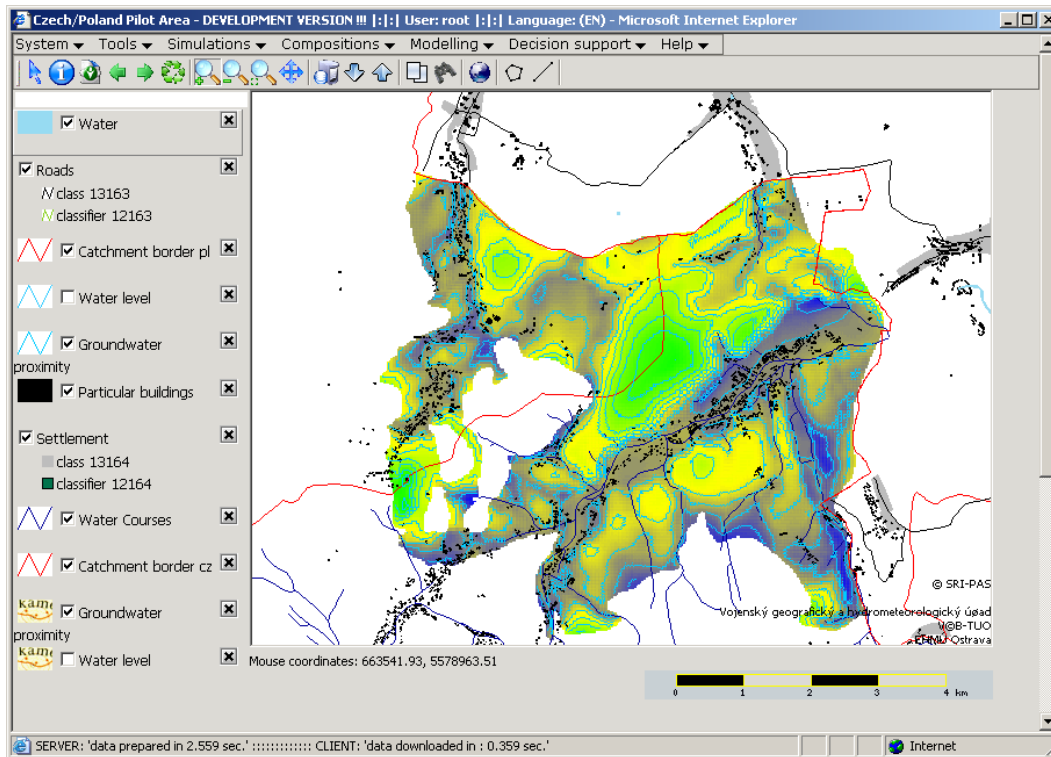 Czech/Poland Pilot Area - DEVELOPMENT VERSION !!! |:|:| User: root |:|:| Language: (EN) - Microsoft Internet Explorer
System Tools Simulations Compositions Modelling Decision support Help
Water
Roads
class 13163
classifier 12163
Catchment border pl
Water level
Groundwater
proximity
Particular buildings
Settlement
class 13164
classifier 12164
Water Courses
Catchment border cz
Groundwater
proximity
Water level
© SRI-PAS
Vojenský geografický a hydrometeorologický úøad
V©B-TUO
Ostrava
Mouse coordinates: 663541.93, 5578963.51
0 1 2 3 4 km
SERVER: 'data prepared in 2.559 sec.' ::::::::::::: CLIENT: 'data downloaded in : 0.359 sec.'
Internet